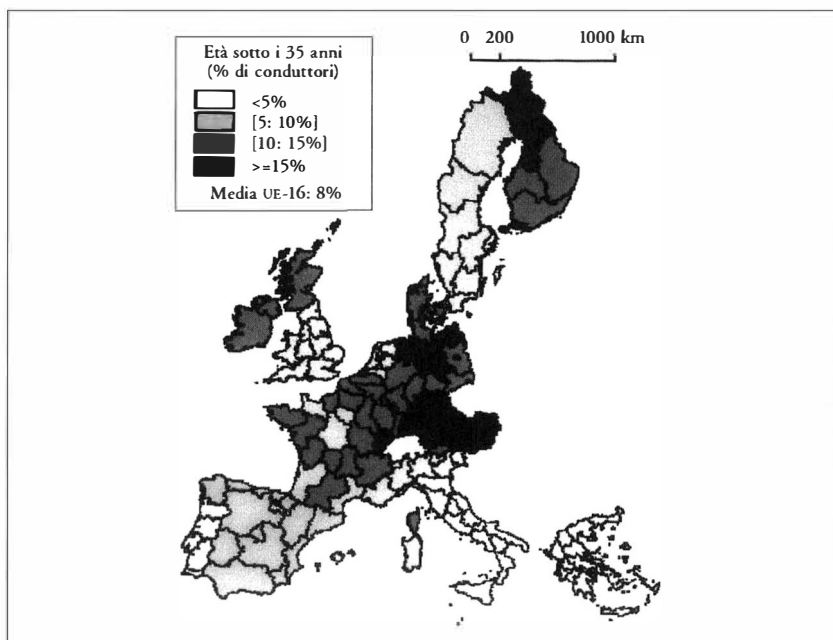 Età sotto i 35 anni
(% di conduttori)
<5%
[5: 10%]
[10: 15%]
>=15%
Media UE-16: 8%
0 200 1000 km